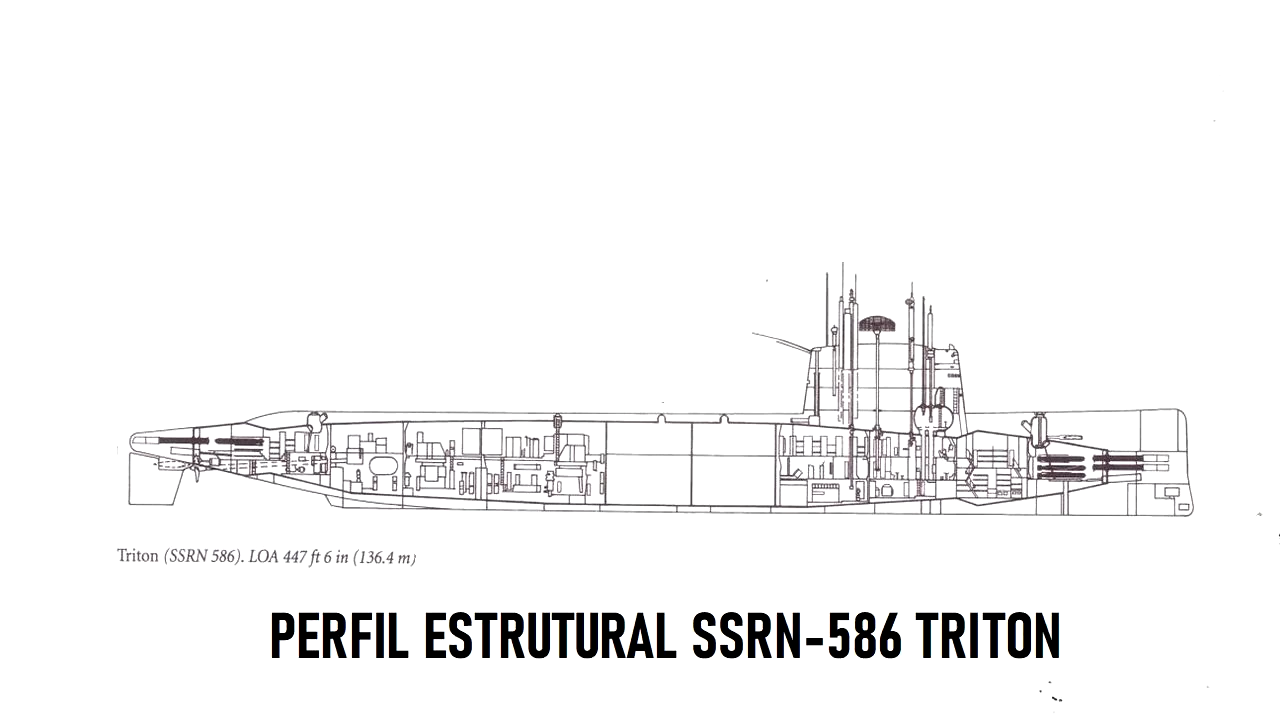 Triton (SSRN 586). LOA 447 ft 6 in (136.4 m)
PERFIL ESTRUTURAL SSRN-586 TRITON